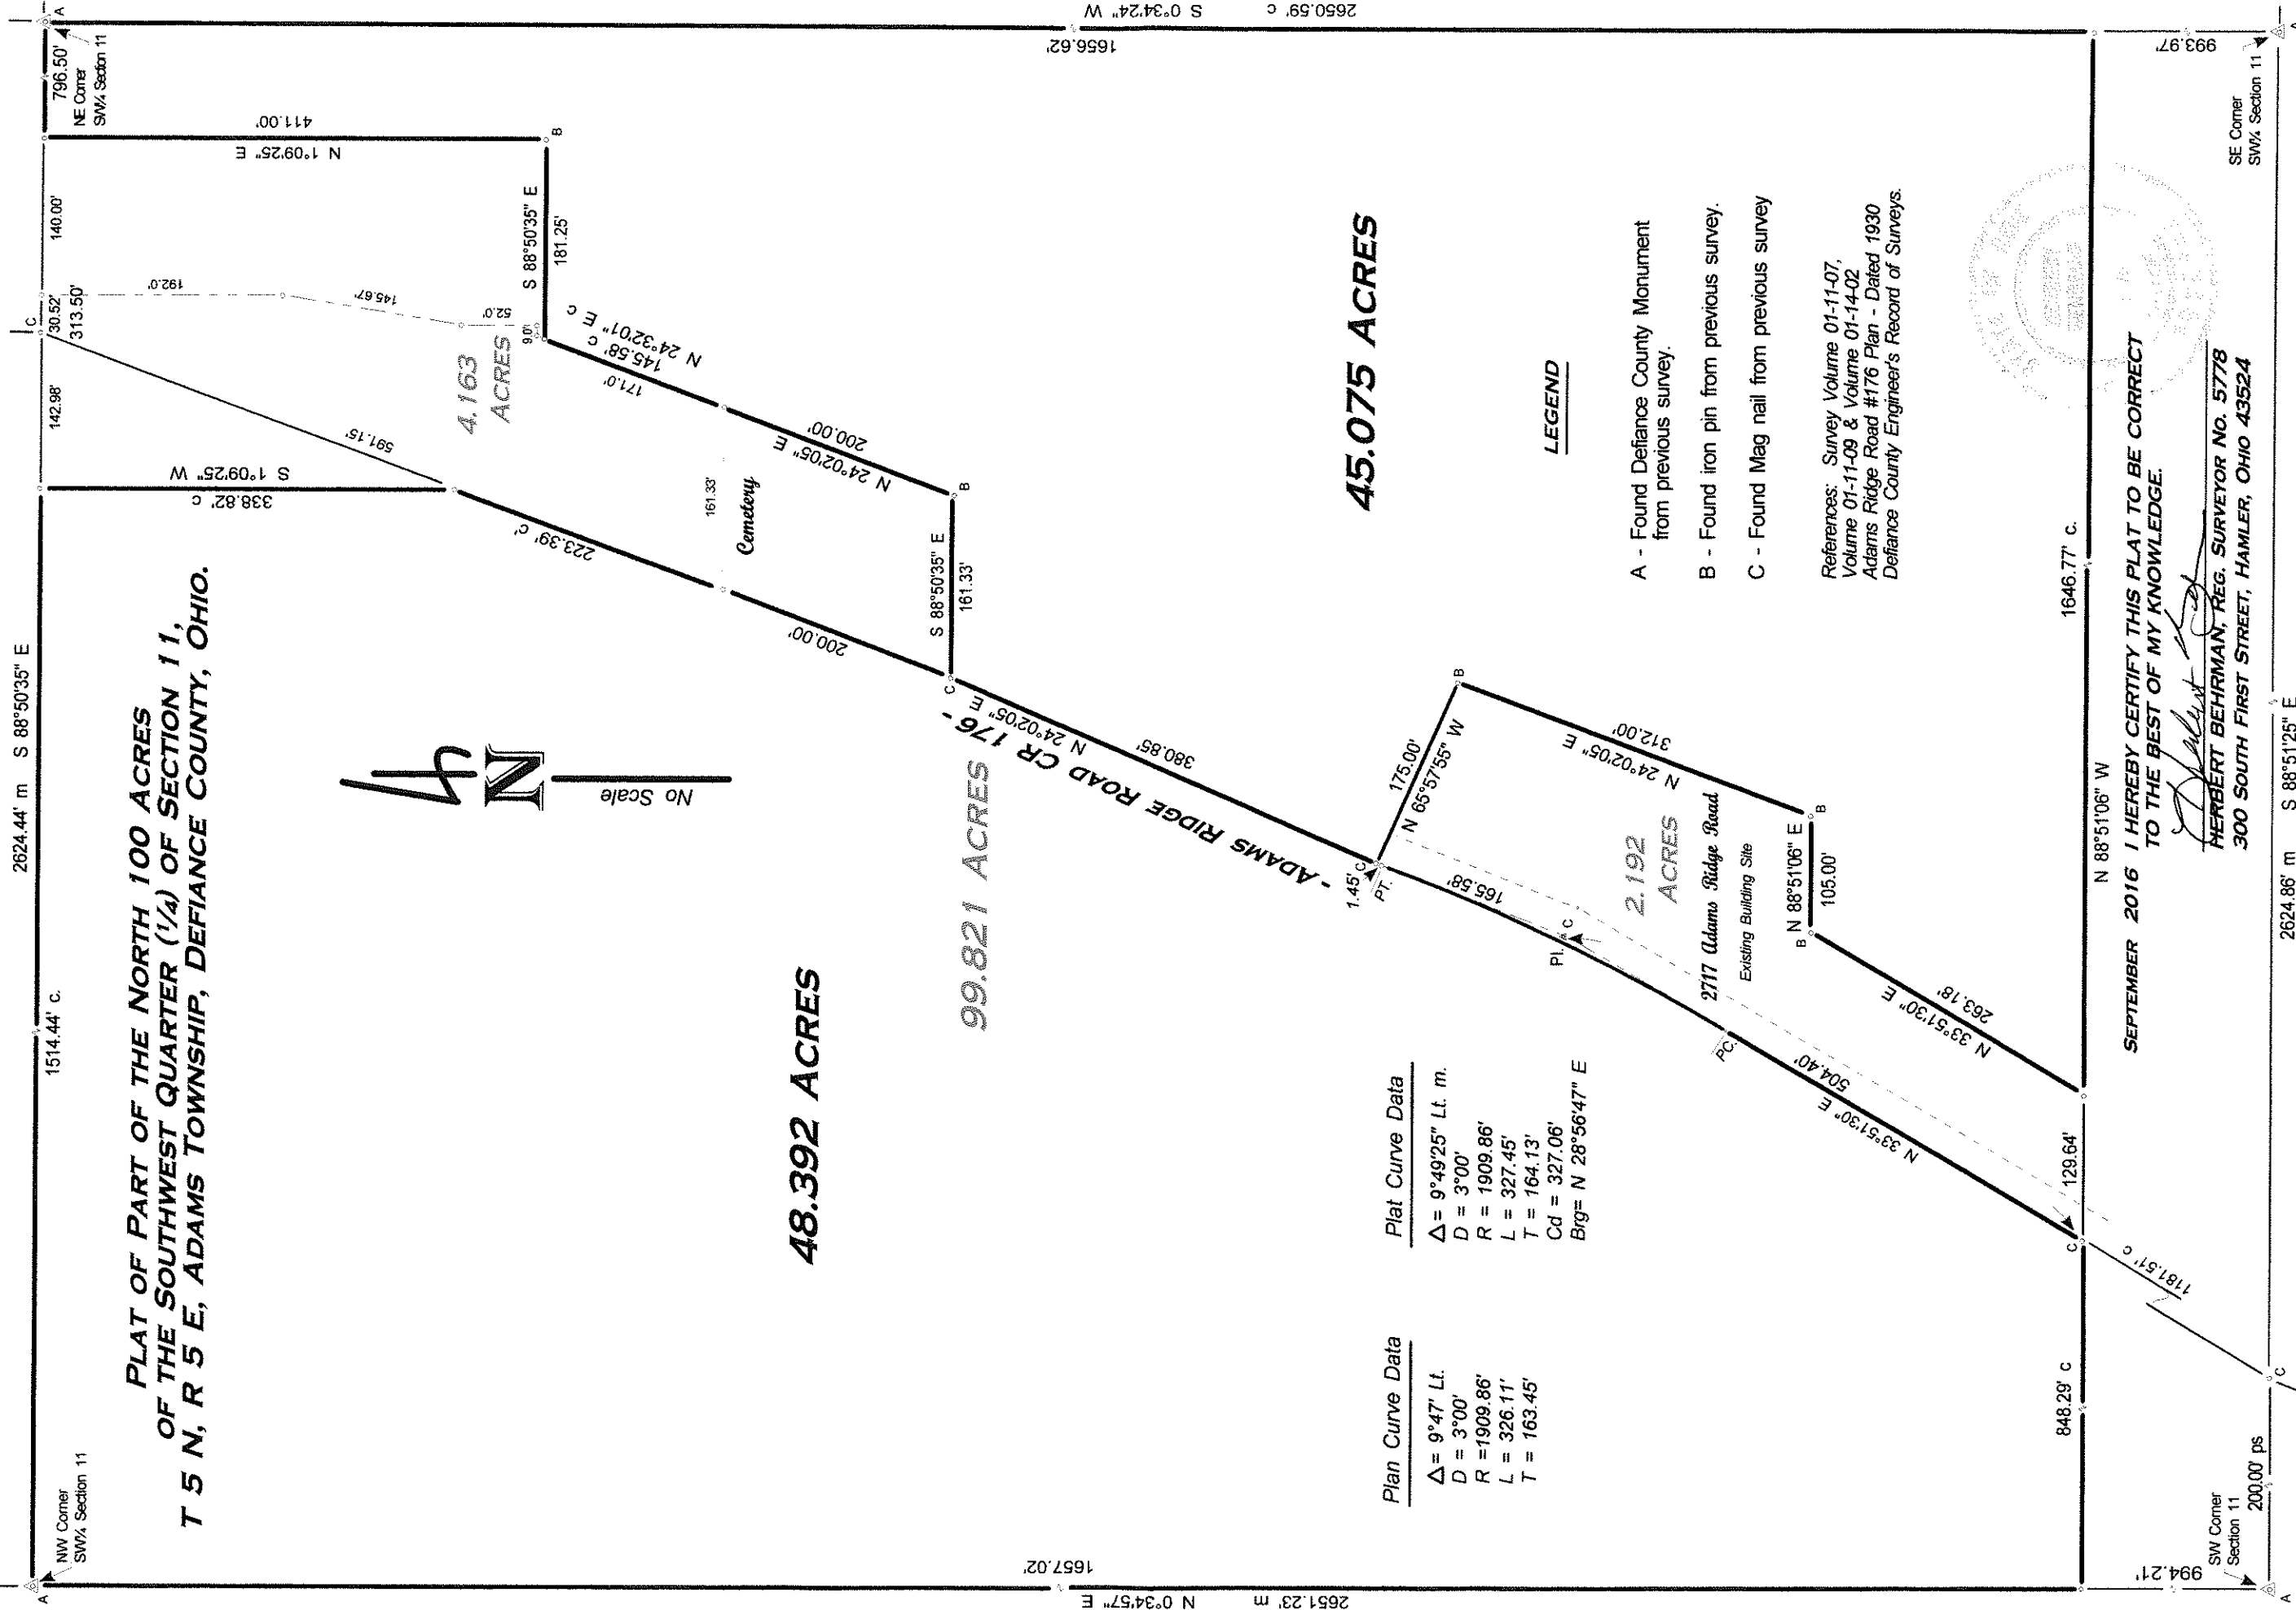 2624.44' m   S 88°50'35" E
1514.44' c.
796.50'
NE Corner
SW¼ Section 11
NW Corner
SW¼ Section 11
A
A
PLAT OF PART OF THE NORTH 100 ACRES
OF THE SOUTHWEST QUARTER (¼) OF SECTION 11,
T 5 N, R 5 E, ADAMS TOWNSHIP, DEFIANCE COUNTY, OHIO.
142.98'
C
30.52'
313.50'
140.00'
S 1°09'25" W
338.82' c
391.15'
192.0'
145.67'
52.0'
9.0'
N 1°09'25" E
411.00'
B
S 88°50'35" E
181.25'
4.163
ACRES
N 24°32'01" E c
145.58' c
171.0'
223.39' c'
161.33'
Cemetery
200.00'
N 24°02'05" E
200.00'
B
S 88°50'35" E
161.33'
C
N
No Scale
48.392 ACRES
99.821 ACRES
45.075 ACRES
- ADAMS RIDGE ROAD CR 176 -
N 24°02'05" E
380.85'
1.45'
C
PT.
175.00'
N 65°57'55" W
B
165.58'
PI.
C
312.00'
N 24°02'05" E
2.192
ACRES
2717 Adams Ridge Road
Existing Building Site
B
N 88°51'06" E
105.00'
B
PC.
504.40'
N 33°51'30" E
263.18'
N 33°51'30" E
Plan Curve Data
Δ= 9°47' Lt.
D = 3°00'
R =1909.86'
L = 326.11'
T = 163.45'
Plat Curve Data
Δ= 9°49'25" Lt. m.
D = 3°00'
R = 1909.86'
L = 327.45'
T = 164.13'
Cd = 327.06'
Brg= N 28°56'47" E
LEGEND
A - Found Defiance County Monument
from previous survey.
B - Found iron pin from previous survey.
C - Found Mag nail from previous survey
References: Survey Volume 01-11-07,
Volume 01-11-09 & Volume 01-14-02
Adams Ridge Road #176 Plan - Dated 1930
Defiance County Engineer's Record of Surveys.
848.29' c
C
129.64'
N 88°51'06" W
1646.77' c.
1181.51' c
SEPTEMBER 2016 I HEREBY CERTIFY THIS PLAT TO BE CORRECT
TO THE BEST OF MY KNOWLEDGE.
HERBERT BEHRMAN, REG. SURVEYOR NO. 5778
300 SOUTH FIRST STREET, HAMLER, OHIO 43524
1657.02'
N 0°34'57" E   2651.23' m
994.21'
1656.62'
S 0°34'24" W   2650.59' c
993.97'
SW Corner
Section 11
A
200.00' ps
C
2624.86' m   S 88°51'25" E
SE Corner
SW¼ Section 11
A